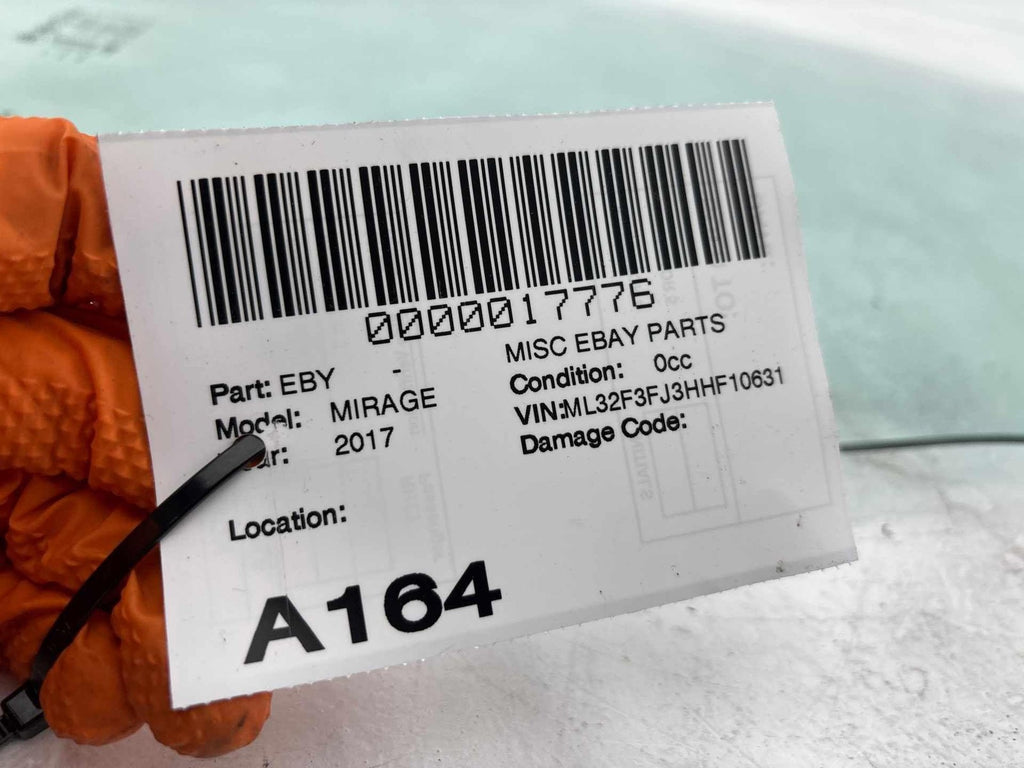 0000017776
Part: EBY - MISC EBAY PARTS
Model: MIRAGE Condition: 0cc
2017 VIN:ML32F3FJ3HHF10631
Damage Code:
Location:
A164